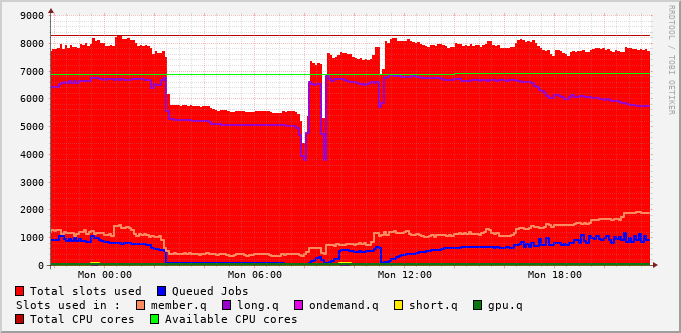 9000
8000
7000
6000
5000
4000
3000
2000
1000
0
Mon 00:00 Mon 06:00 Mon 12:00 Mon 18:00
RRDTOOL / TOBI OETIKER
Total slots used Queued Jobs
Slots used in : member.q long.q ondemand.q short.q gpu.q
Total CPU cores Available CPU cores